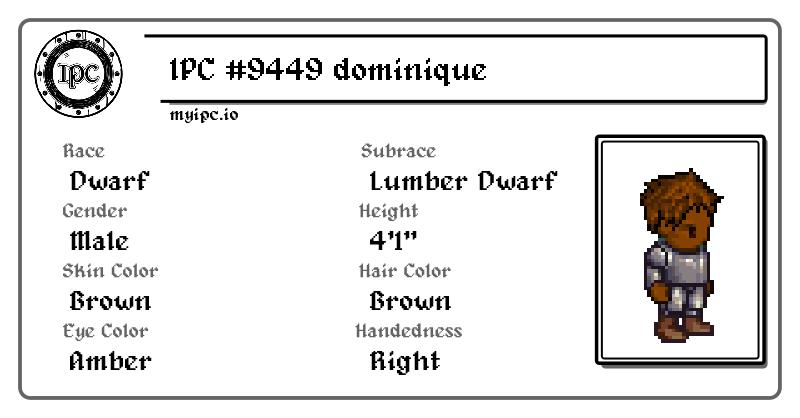 IPC
IPC #9449 dominique
myipc.io
Race
Subrace
Dwarf
Lumber Dwarf
Gender
Height
Male
4'1"
Skin Color
Hair Color
Brown
Brown
Eye Color
Handedness
Amber
Right